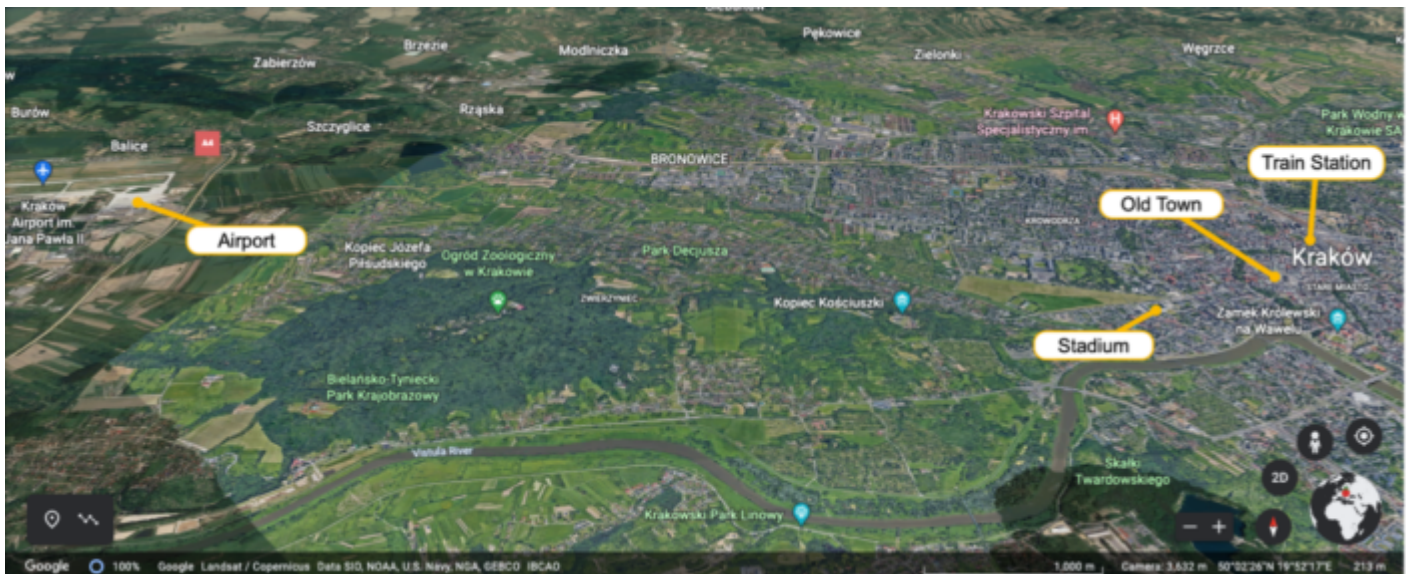 Pękowice
Brzezie
Modlniczka
Zielonki
Węgrzce
Zabierzów
Rząska
Burów
Szczyglice
Krakowski Szpital
Specjalistyczny im
Park Wodny w
Krakowie SA
Balice
A4
BRONOWICE
Train Station
Kraków
Airport im.
Jana Pawła II
Airport
Old Town
KROWODRZA
Kopiec Józefa
Piłsudskiego
Ogród Zoologiczny
w Krakowie
Park Decjusza
Kraków
STARE MIASTO
ZWIERZYNIEC
Kopiec Kościuszki
Zamek Królewski
na Wawelu
Stadium
Bielańsko-Tyniecki
Park Krajobrazowy
Vistula River
Skałki
Twardowskiego
2D
Krakowski Park Linowy
Google 100% Google Landsat / Copernicus Data SIO, NOAA, U.S. Navy, NGA, GEBCO IBCAO 1,000 m Camera: 3,632 m 50°02'26"N 19°52'17"E 213 m